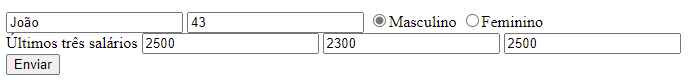 João 43 Masculino Feminino
Últimos três salários 2500 2300 2500
Enviar